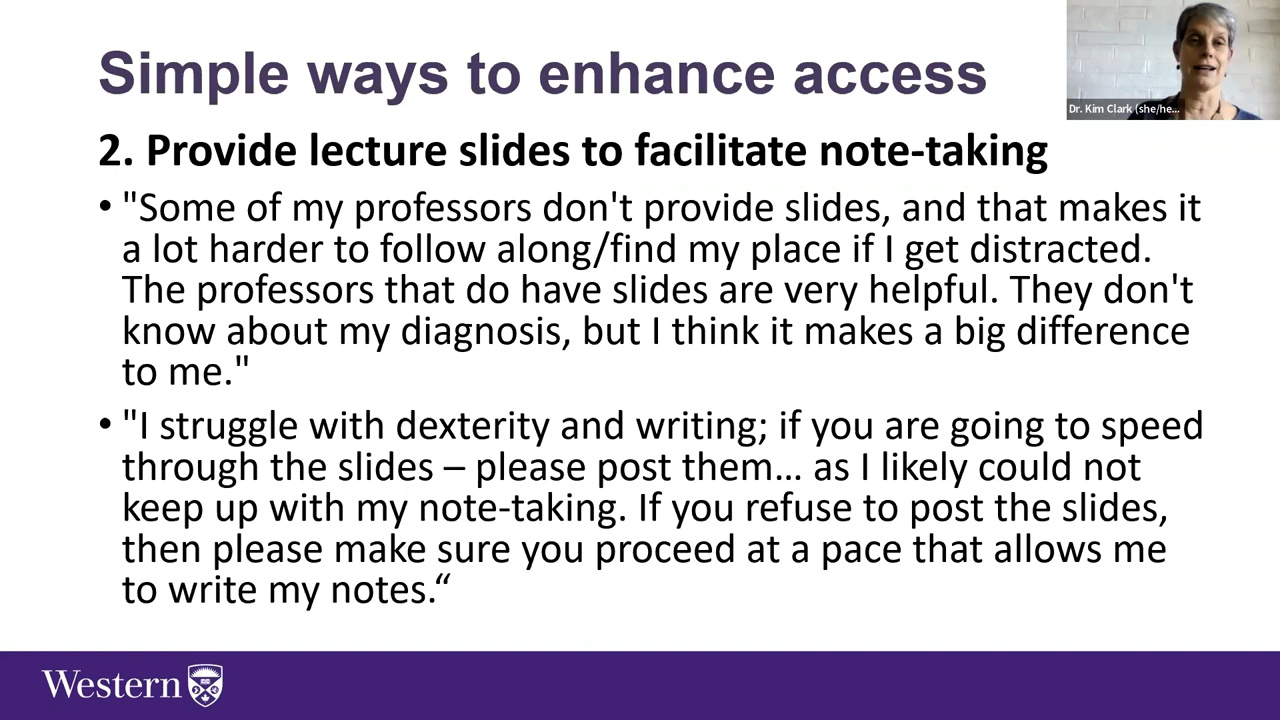 Simple ways to enhance access
Dr. Kim Clark (she/he...
2. Provide lecture slides to facilitate note-taking
• "Some of my professors don't provide slides, and that makes it
a lot harder to follow along/find my place if I get distracted.
The professors that do have slides are very helpful. They don't
know about my diagnosis, but I think it makes a big difference
to me."
• "I struggle with dexterity and writing; if you are going to speed
through the slides – please post them… as I likely could not
keep up with my note-taking. If you refuse to post the slides,
then please make sure you proceed at a pace that allows me
to write my notes.“
Western